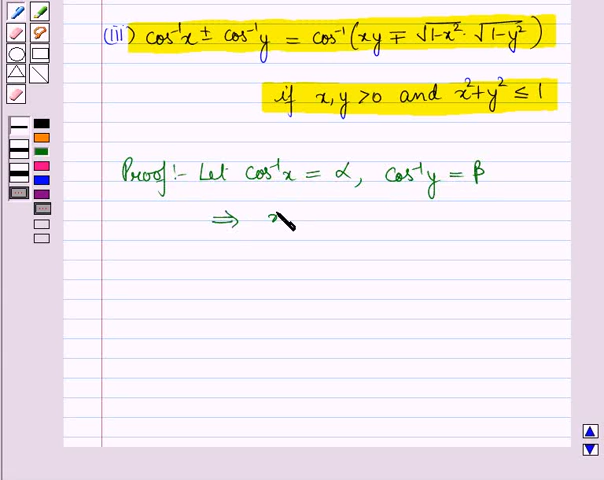 (iii) cos⁻¹x ± cos⁻¹y = cos⁻¹(xy ∓ √1-x² · √1-y²)
if x, y >0 and x²+y² ≤ 1
Proof:- Let cos⁻¹x = α, cos⁻¹y = β
⇒ x